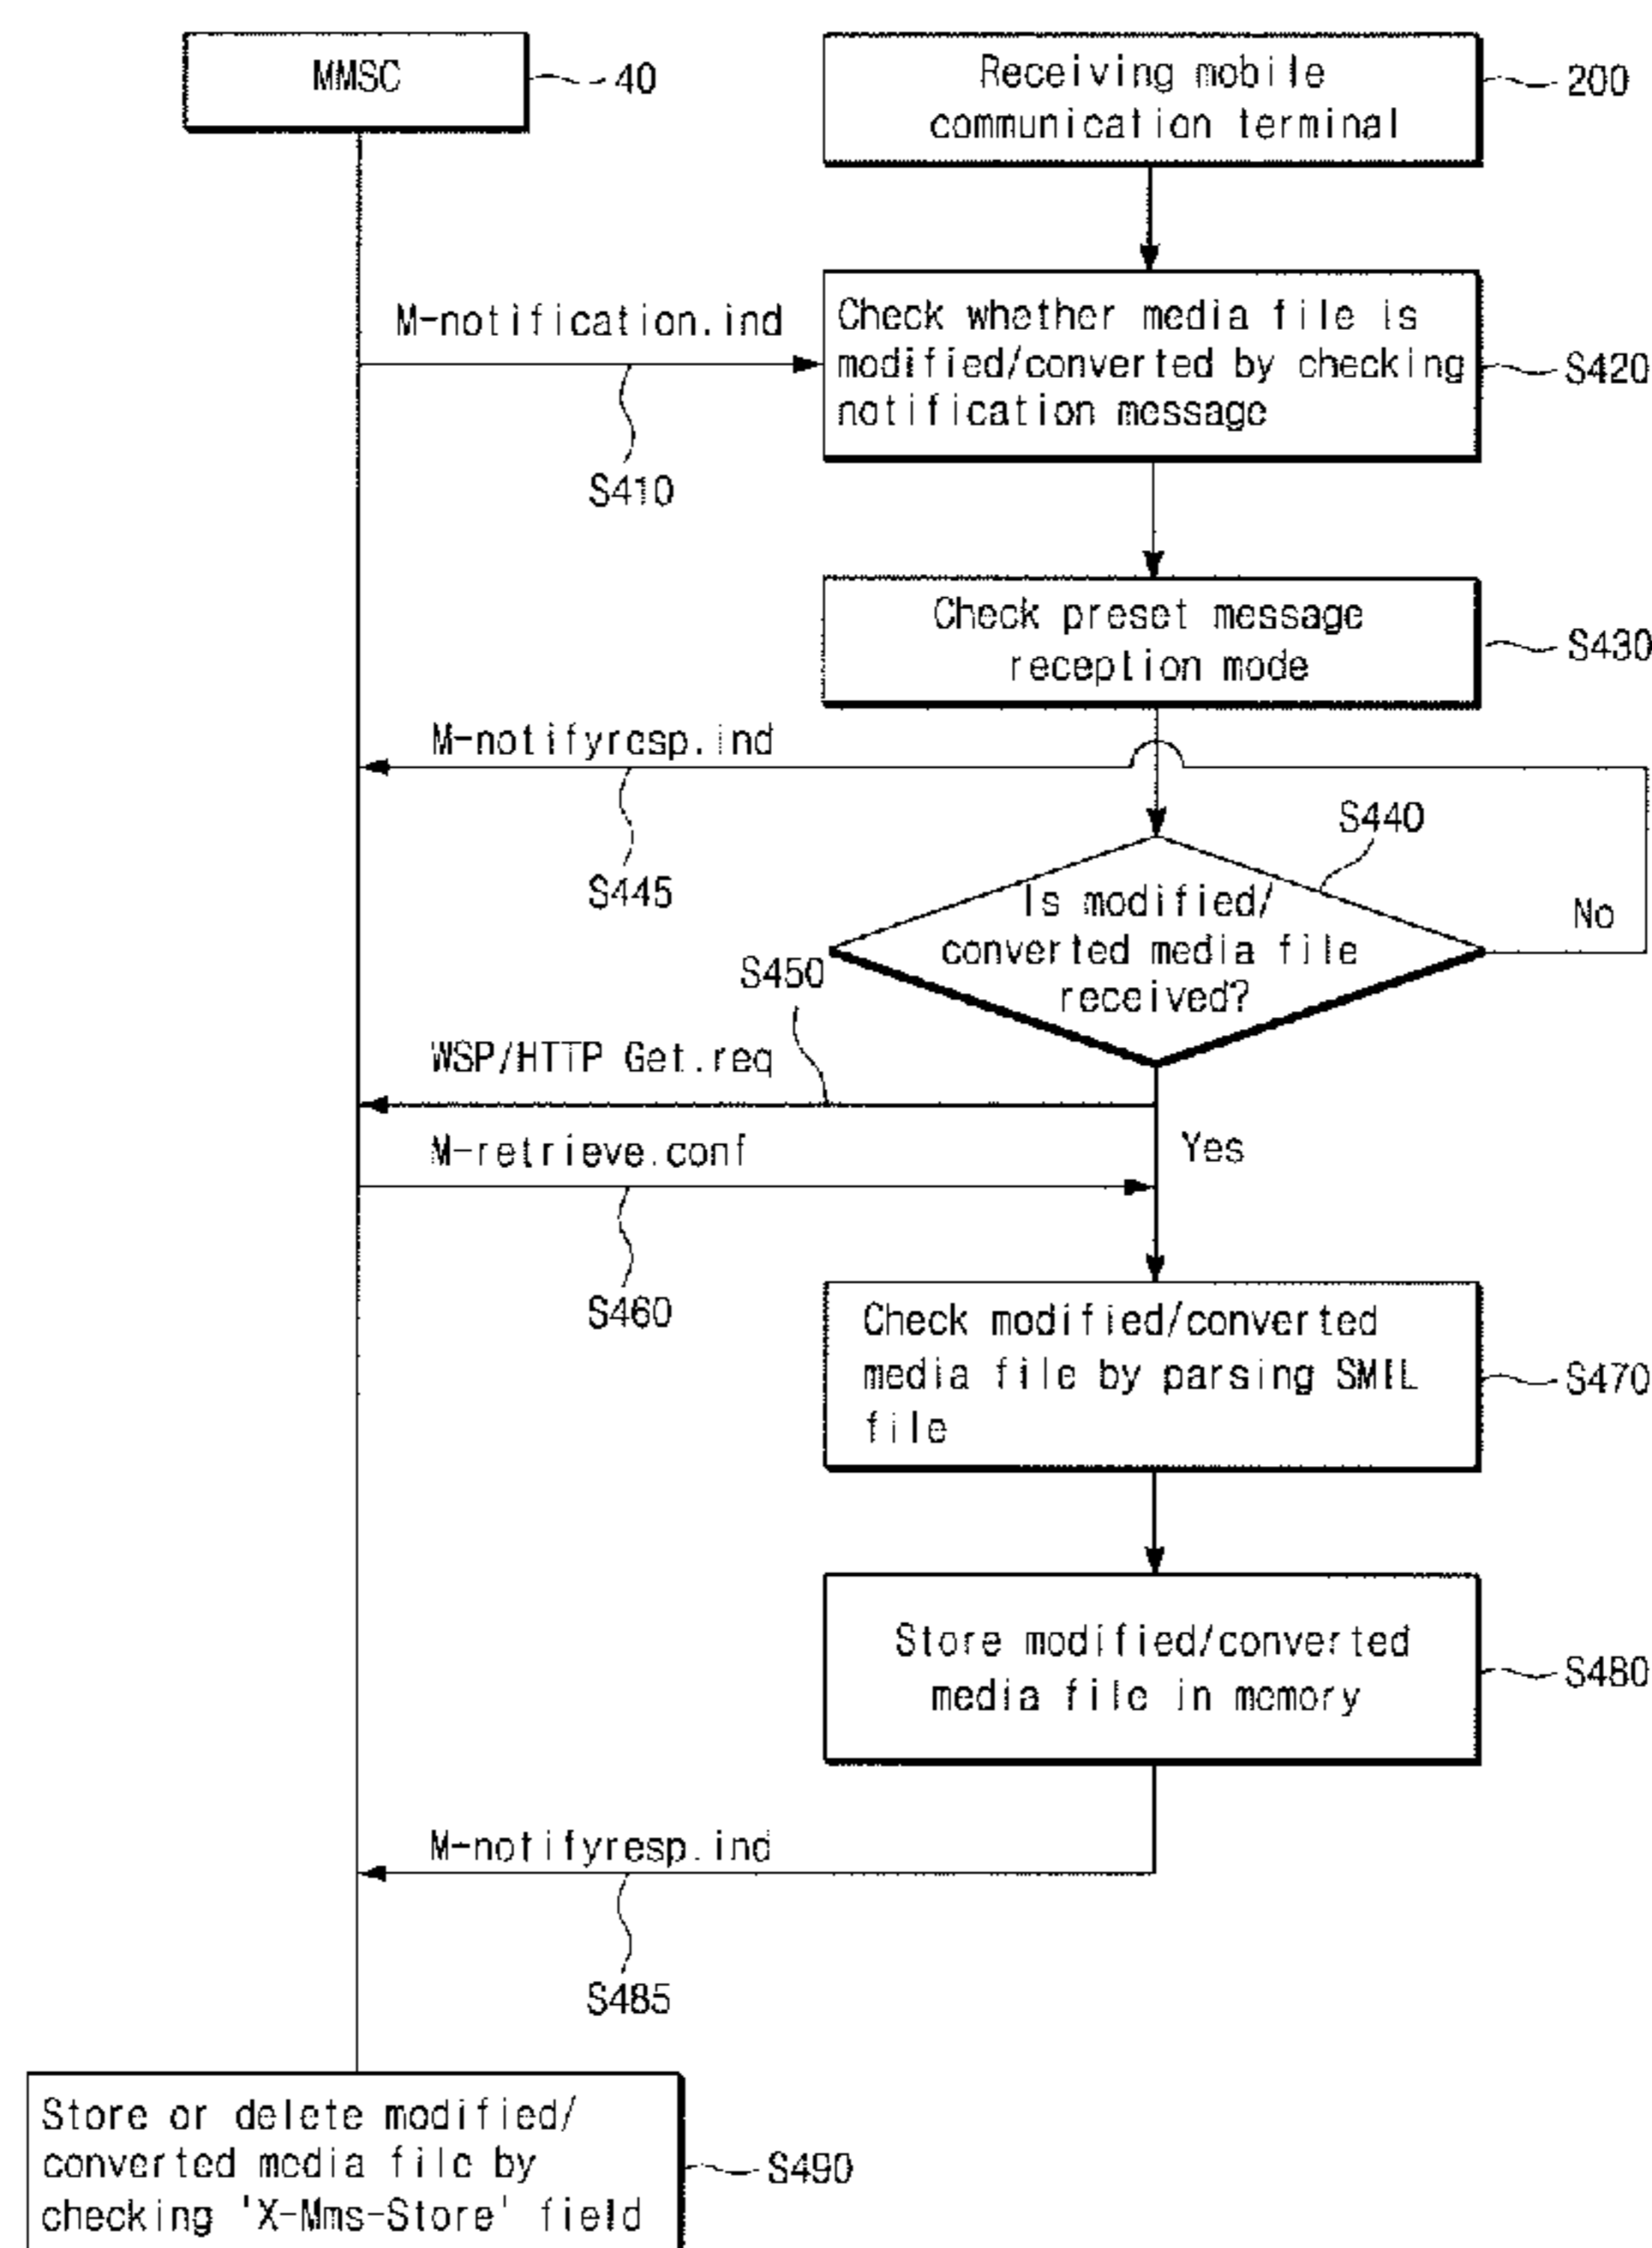 MMSC
40
Receiving mobile
communication terminal
200
M-notification.ind
S410
Check whether media file is
modified/converted by checking
notification message
S420
Check preset message
reception mode
S430
M-notifyresp.ind
S445
S440
Is modified/
converted media file
received?
No
S450
WSP/HTTP Get.req
M-retrieve.conf
Yes
S460
Check modified/converted
media file by parsing SMIL
file
S470
Store modified/converted
media file in memory
S480
M-notifyresp.ind
S485
Store or delete modified/
converted media file by
checking 'X-Mms-Store' field
S490